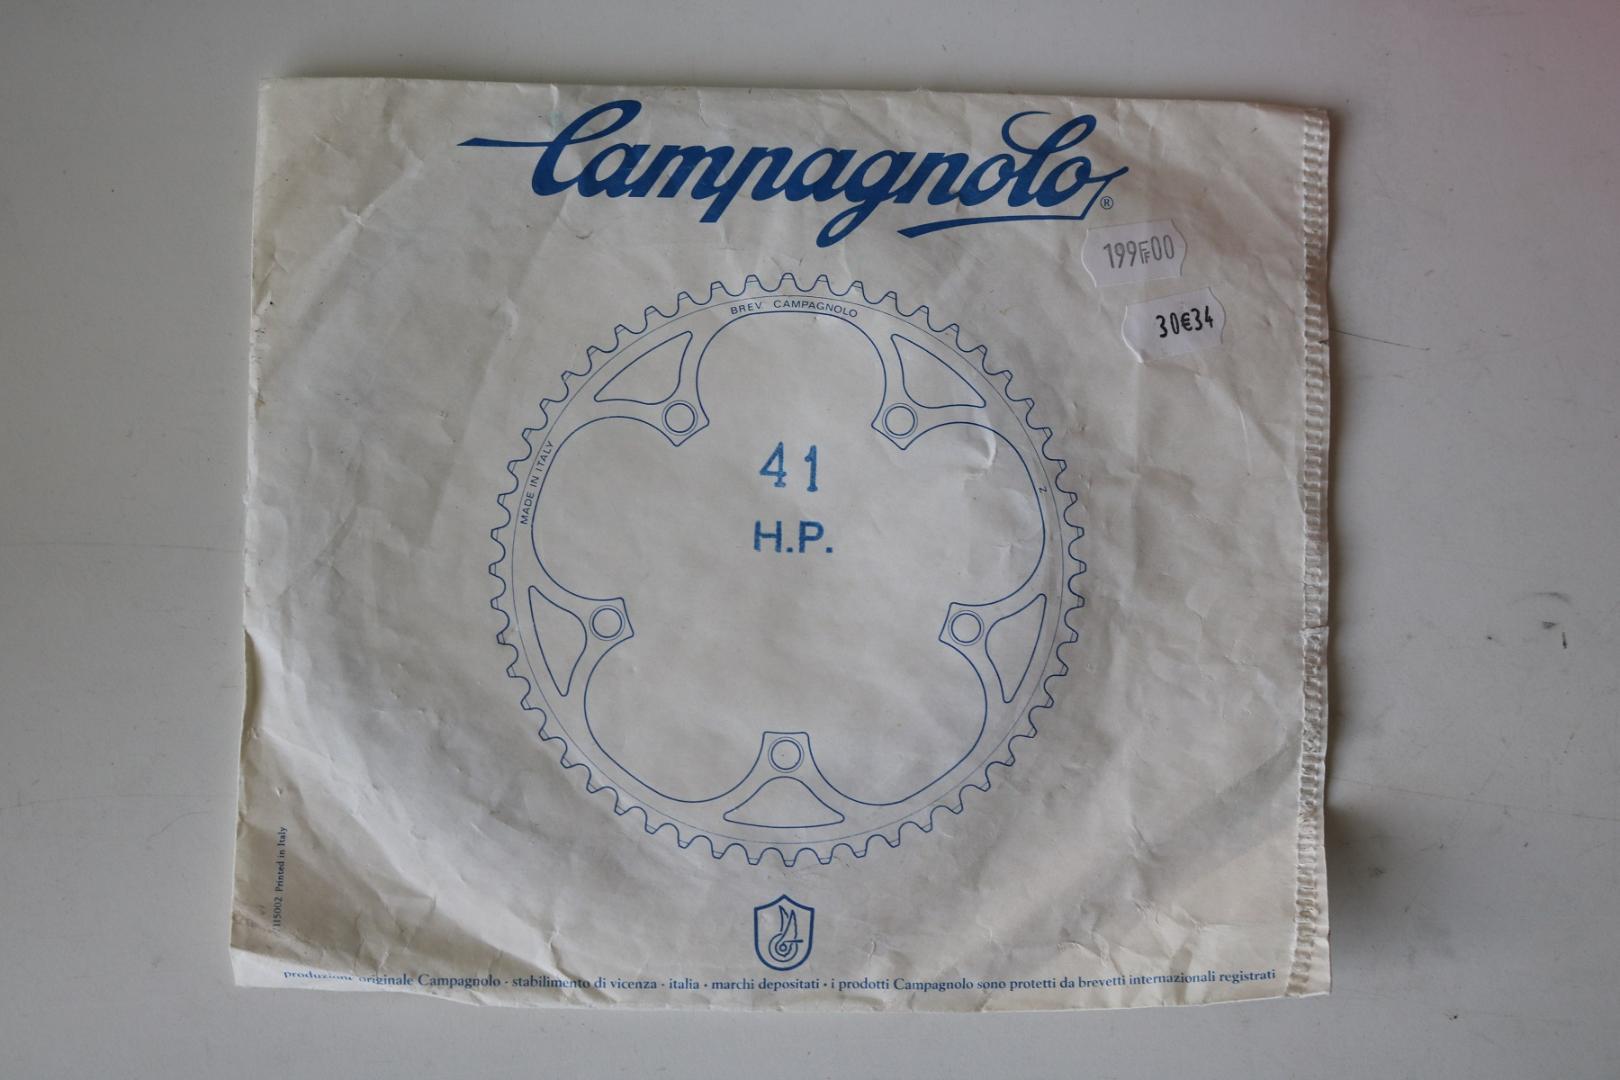 Campagnolo®
199FF00
30€34
BREV. CAMPAGNOLO
MADE IN ITALY
Z
41
H.P.
7115002 Printed in Italy
produzione originale Campagnolo · stabilimento di vicenza · italia · marchi depositati · i prodotti Campagnolo sono protetti da brevetti internazionali registrati